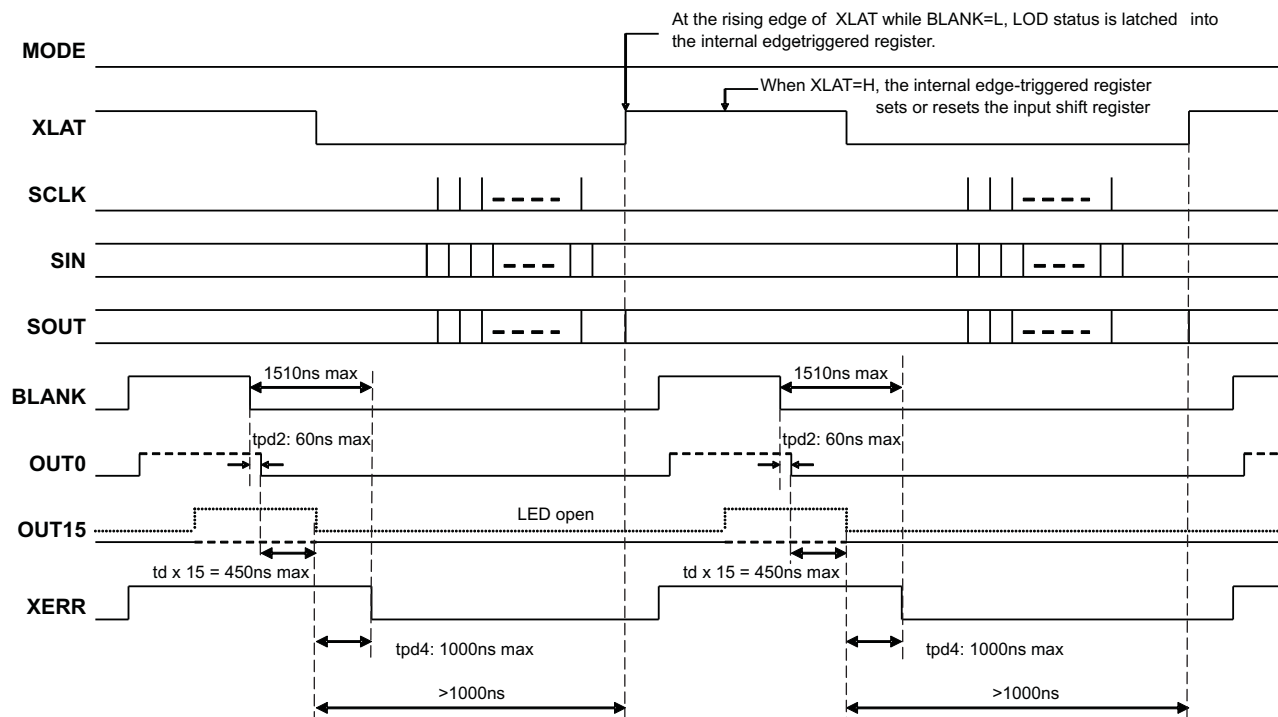 At the rising edge of XLAT while BLANK=L, LOD status is latched into
the internal edgetriggered register.
MODE
When XLAT=H, the internal edge-triggered register
sets or resets the input shift register
XLAT
SCLK
SIN
SOUT
1510ns max
1510ns max
BLANK
tpd2: 60ns max
tpd2: 60ns max
OUT0
LED open
OUT15
td x 15 = 450ns max
td x 15 = 450ns max
XERR
tpd4: 1000ns max
tpd4: 1000ns max
>1000ns
>1000ns